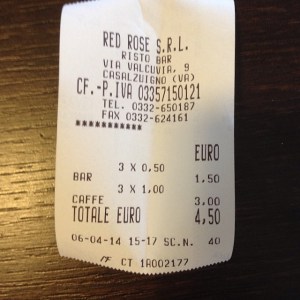 RED ROSE S.R.L.
RISTO BAR
VIA VALCUVIA, 9
CASALZUIGNO (VA)
CF.-P.IVA 03357150121
TEL. 0332-650187
FAX 0332-624161
***********
EURO
3 X 0.50
BAR 1.50
3 X 1,00
CAFFE 3,00
TOTALE EURO 4,50
06-04-14 15-17 SC.N. 40
MF CT 1A002177